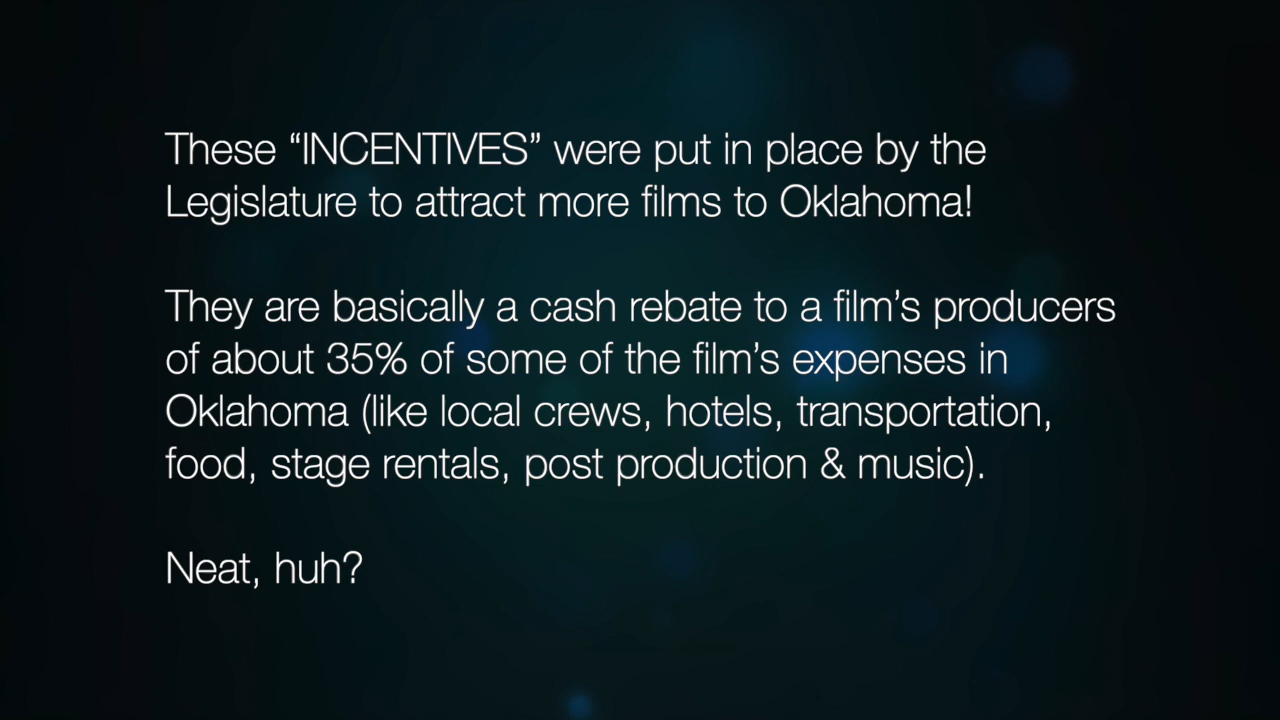 These “INCENTIVES” were put in place by the
Legislature to attract more films to Oklahoma!
They are basically a cash rebate to a film’s producers
of about 35% of some of the film’s expenses in
Oklahoma (like local crews, hotels, transportation,
food, stage rentals, post production & music).
Neat, huh?